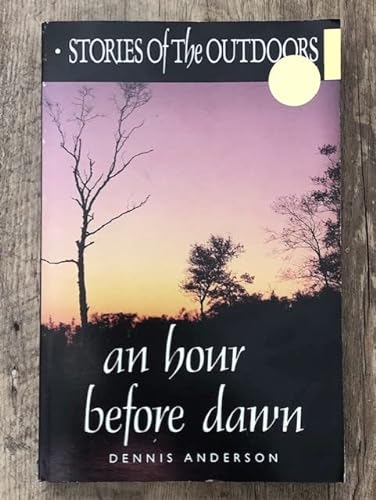 • STORIES of The OUTDOORS
an hour
before dawn
DENNIS ANDERSON